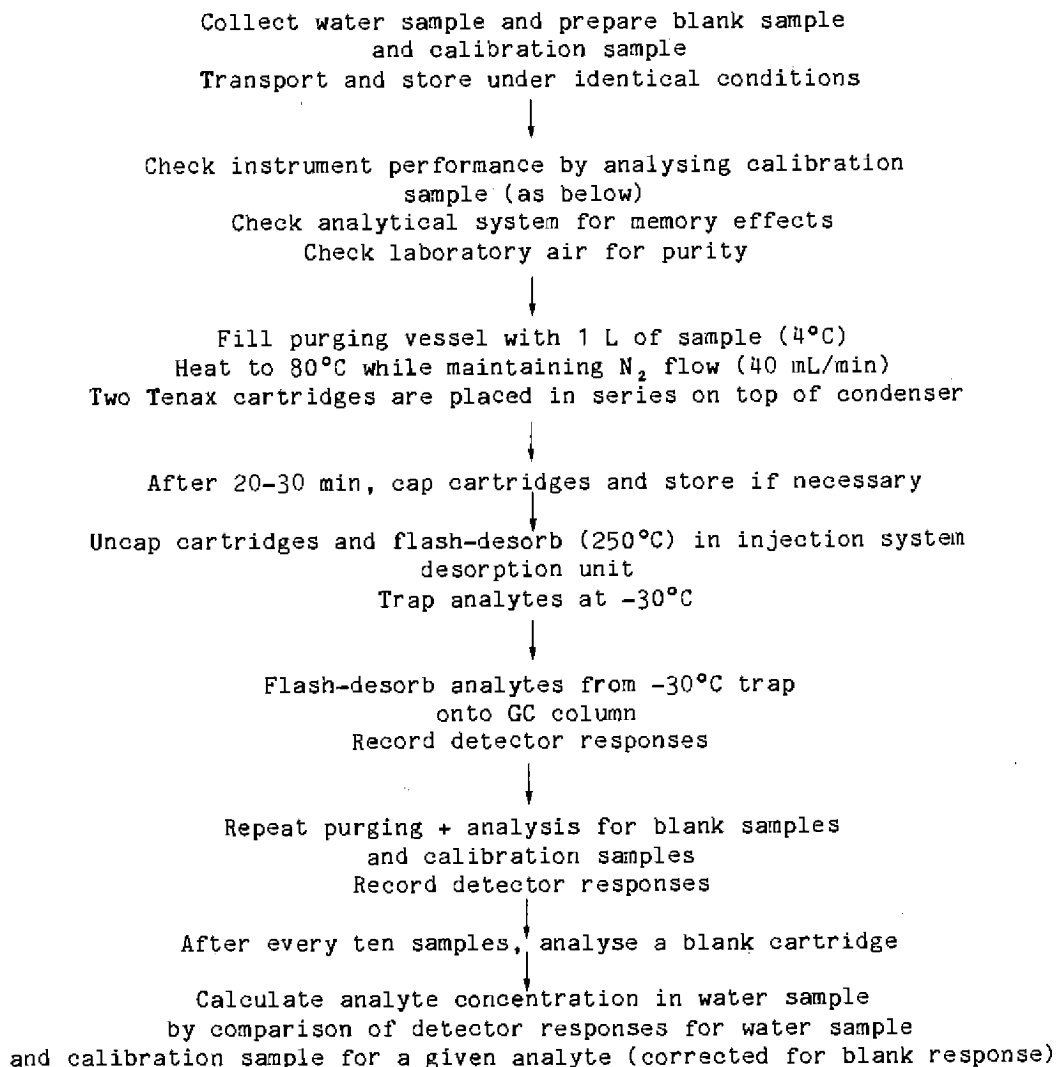 Collect water sample and prepare blank sample
and calibration sample
Transport and store under identical conditions
Check instrument performance by analysing calibration
sample (as below)
Check analytical system for memory effects
Check laboratory air for purity
Fill purging vessel with 1 L of sample (4°C)
Heat to 80°C while maintaining N₂ flow (40 mL/min)
Two Tenax cartridges are placed in series on top of condenser
After 20-30 min, cap cartridges and store if necessary
Uncap cartridges and flash-desorb (250°C) in injection system
desorption unit
Trap analytes at -30°C
Flash-desorb analytes from -30°C trap
onto GC column
Record detector responses
Repeat purging + analysis for blank samples
and calibration samples
Record detector responses
After every ten samples, analyse a blank cartridge
Calculate analyte concentration in water sample
by comparison of detector responses for water sample
and calibration sample for a given analyte (corrected for blank response)